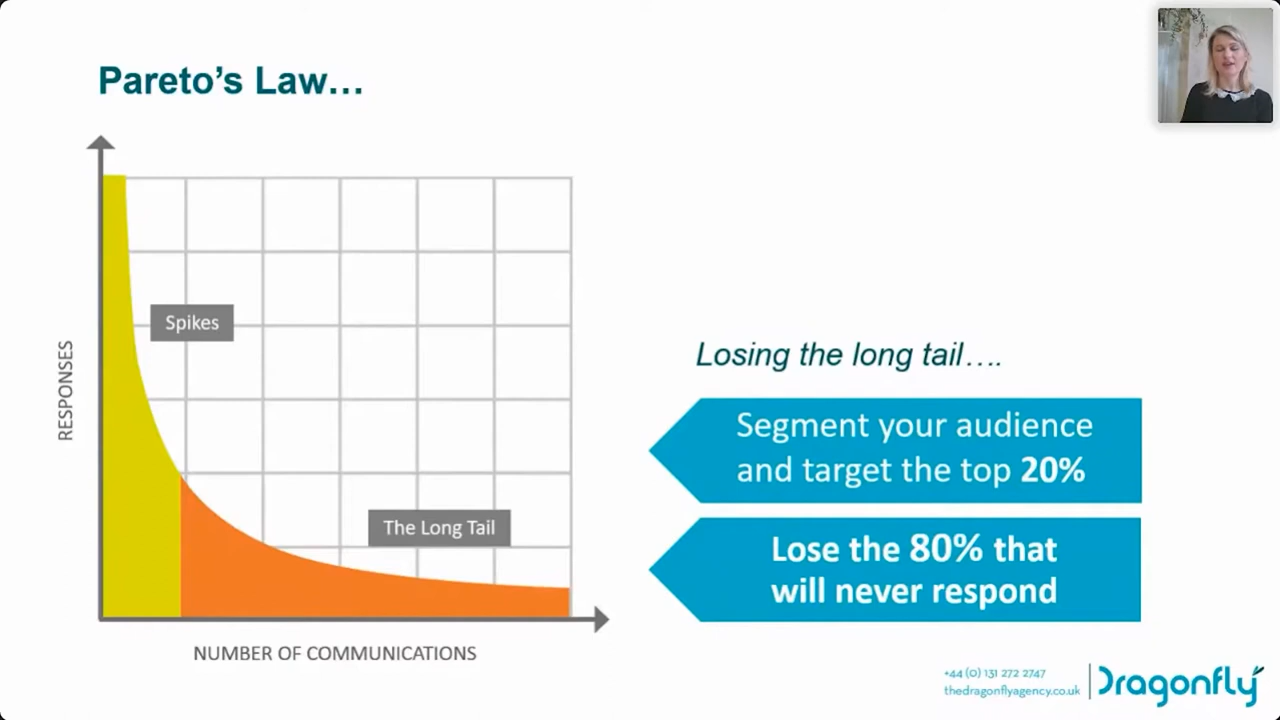 Pareto’s Law…
Spikes
RESPONSES
The Long Tail
NUMBER OF COMMUNICATIONS
Losing the long tail….
Segment your audience
and target the top 20%
Lose the 80% that
will never respond
+44 (0) 131 272 2747
thedragonflyagency.co.uk
Dragonfly